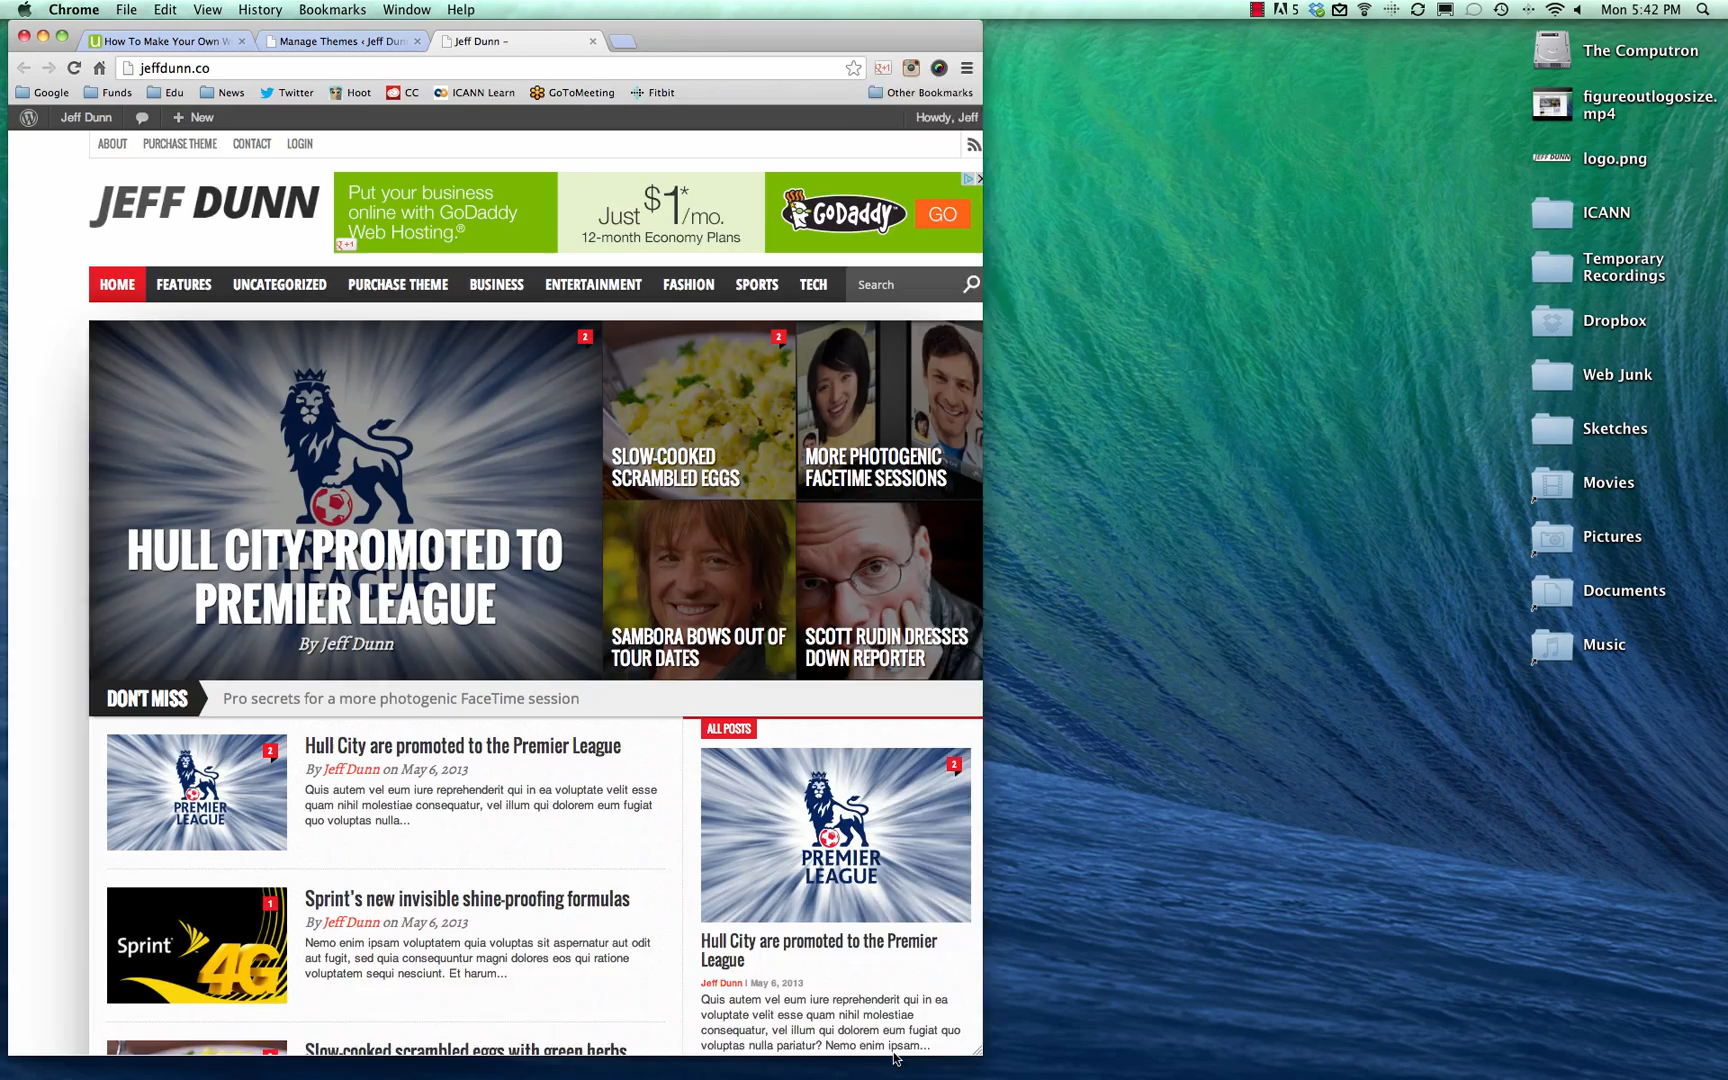 Chrome File Edit View History Bookmarks Window Help
5 Mon 5:42 PM
How To Make Your Own W
Manage Themes ‹ Jeff Dun
Jeff Dunn –
jeffdunn.co
Google Funds Edu News Twitter Hoot CC ICANN Learn GoToMeeting Fitbit Other Bookmarks
Jeff Dunn + New Howdy, Jeff
ABOUT PURCHASE THEME CONTACT LOGIN
JEFF DUNN
Put your business
online with GoDaddy
Web Hosting.®
g+1
Just $1*/mo.
12-month Economy Plans
GODADDY™
GO
HOME FEATURES UNCATEGORIZED PURCHASE THEME BUSINESS ENTERTAINMENT FASHION SPORTS TECH Search
2
HULL CITY PROMOTED TO
PREMIER LEAGUE
By Jeff Dunn
2
SLOW-COOKED
SCRAMBLED EGGS
MORE PHOTOGENIC
FACETIME SESSIONS
SAMBORA BOWS OUT OF
TOUR DATES
SCOTT RUDIN DRESSES
DOWN REPORTER
DON'T MISS Pro secrets for a more photogenic FaceTime session
2
PREMIER
LEAGUE
Hull City are promoted to the Premier League
By Jeff Dunn on May 6, 2013
Quis autem vel eum iure reprehenderit qui in ea voluptate velit esse
quam nihil molestiae consequatur, vel illum qui dolorem eum fugiat
quo voluptas nulla...
1
Sprint
4G
Sprint's new invisible shine-proofing formulas
By Jeff Dunn on May 6, 2013
Nemo enim ipsam voluptatem quia voluptas sit aspernatur aut odit
aut fugit, sed quia consequuntur magni dolores eos qui ratione
voluptatem sequi nesciunt. Et harum...
Slow-cooked scrambled eggs with green herbs
ALL POSTS
2
PREMIER
LEAGUE
Hull City are promoted to the Premier
League
Jeff Dunn | May 6, 2013
Quis autem vel eum iure reprehenderit qui in ea
voluptate velit esse quam nihil molestiae
consequatur, vel illum qui dolorem eum fugiat quo
voluptas nulla pariatur? Nemo enim ipsam...
The Computron
figureoutlogosize.
mp4
JEFF DUNN
logo.png
ICANN
Temporary
Recordings
Dropbox
Web Junk
Sketches
Movies
Pictures
Documents
Music